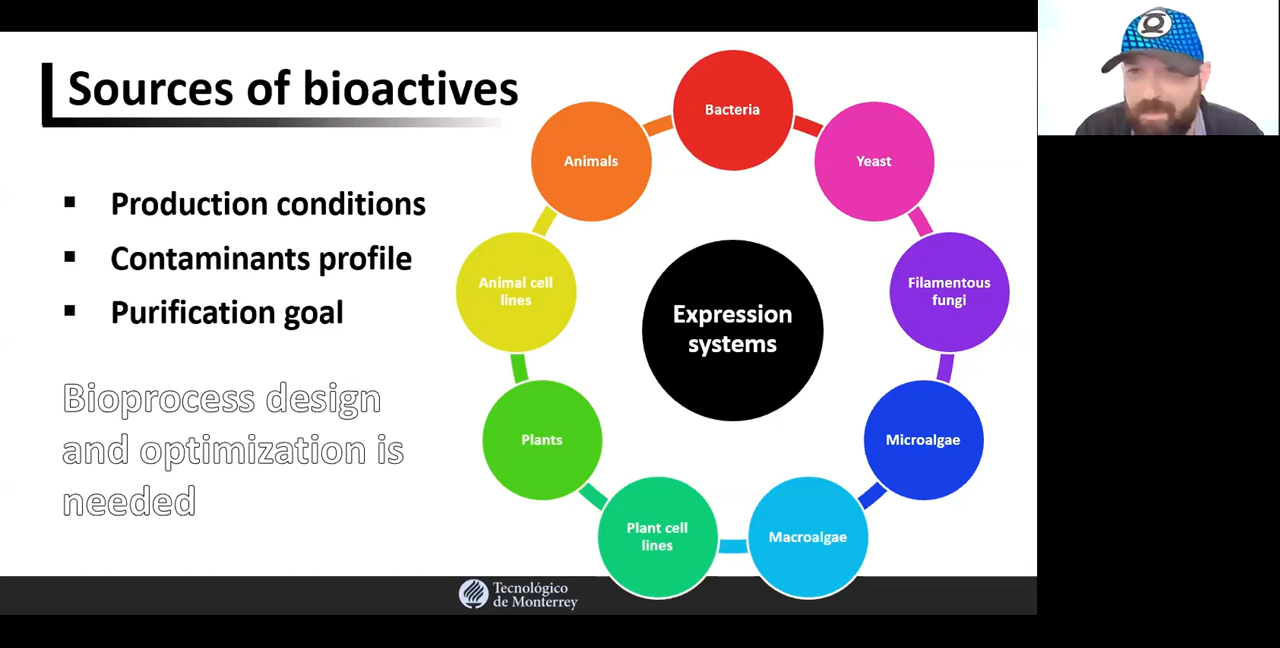 Sources of bioactives
▪ Production conditions
▪ Contaminants profile
▪ Purification goal
Bioprocess design
and optimization is
needed
Bacteria
Yeast
Filamentous
fungi
Microalgae
Macroalgae
Plant cell
lines
Plants
Animal cell
lines
Animals
Expression
systems
Tecnológico
de Monterrey